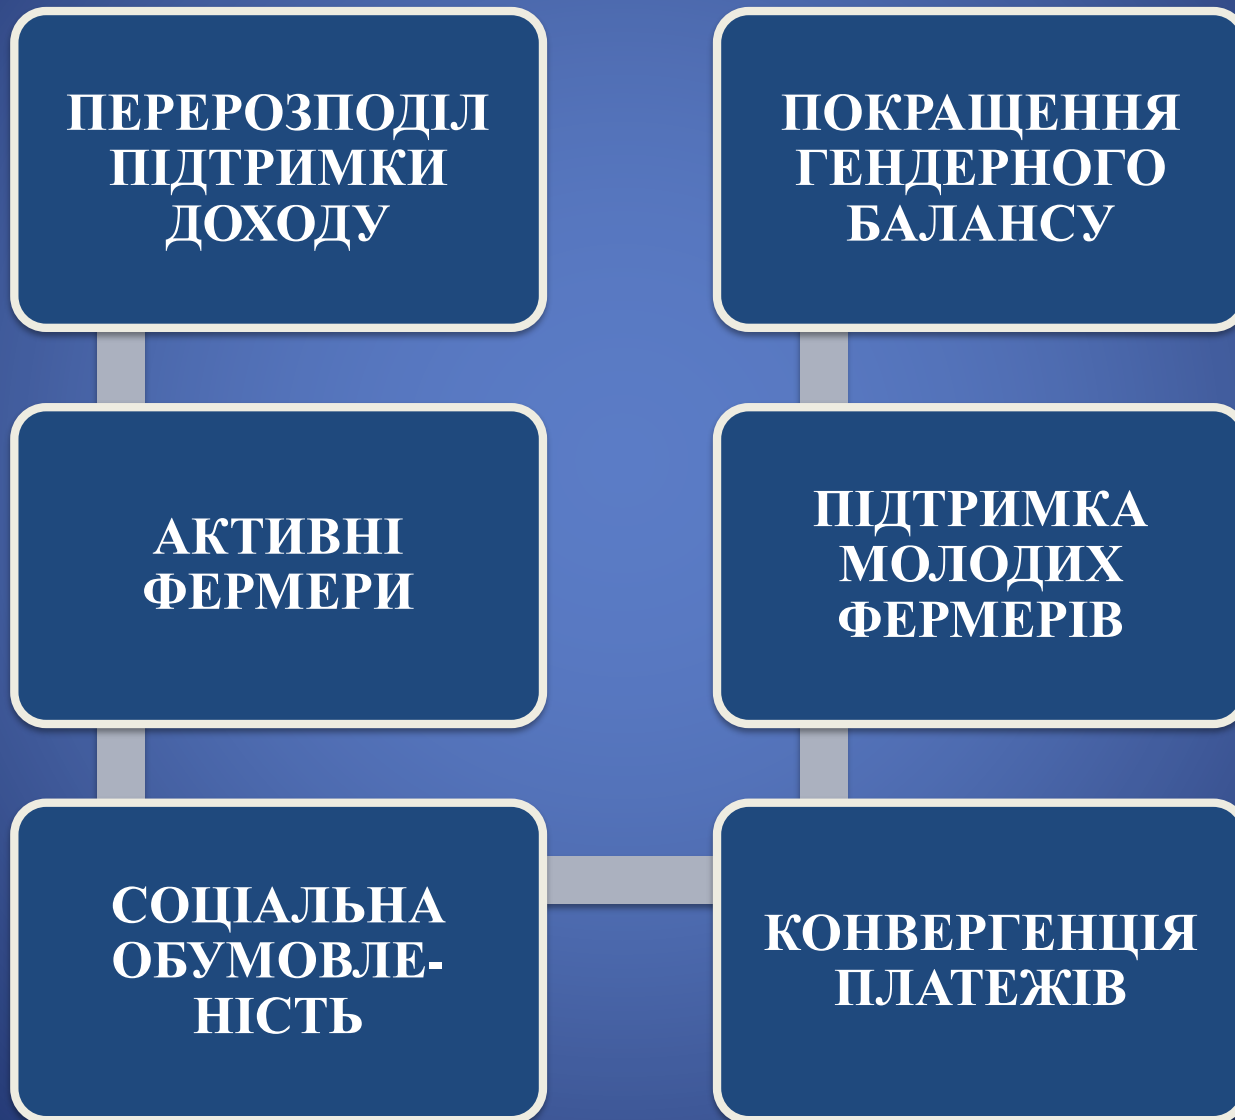 ПЕРЕРОЗПОДІЛ
ПІДТРИМКИ
ДОХОДУ
АКТИВНІ
ФЕРМЕРИ
СОЦІАЛЬНА
ОБУМОВЛЕ-
НІСТЬ
КОНВЕРГЕНЦІЯ
ПЛАТЕЖІВ
ПІДТРИМКА
МОЛОДИХ
ФЕРМЕРІВ
ПОКРАЩЕННЯ
ГЕНДЕРНОГО
БАЛАНСУ